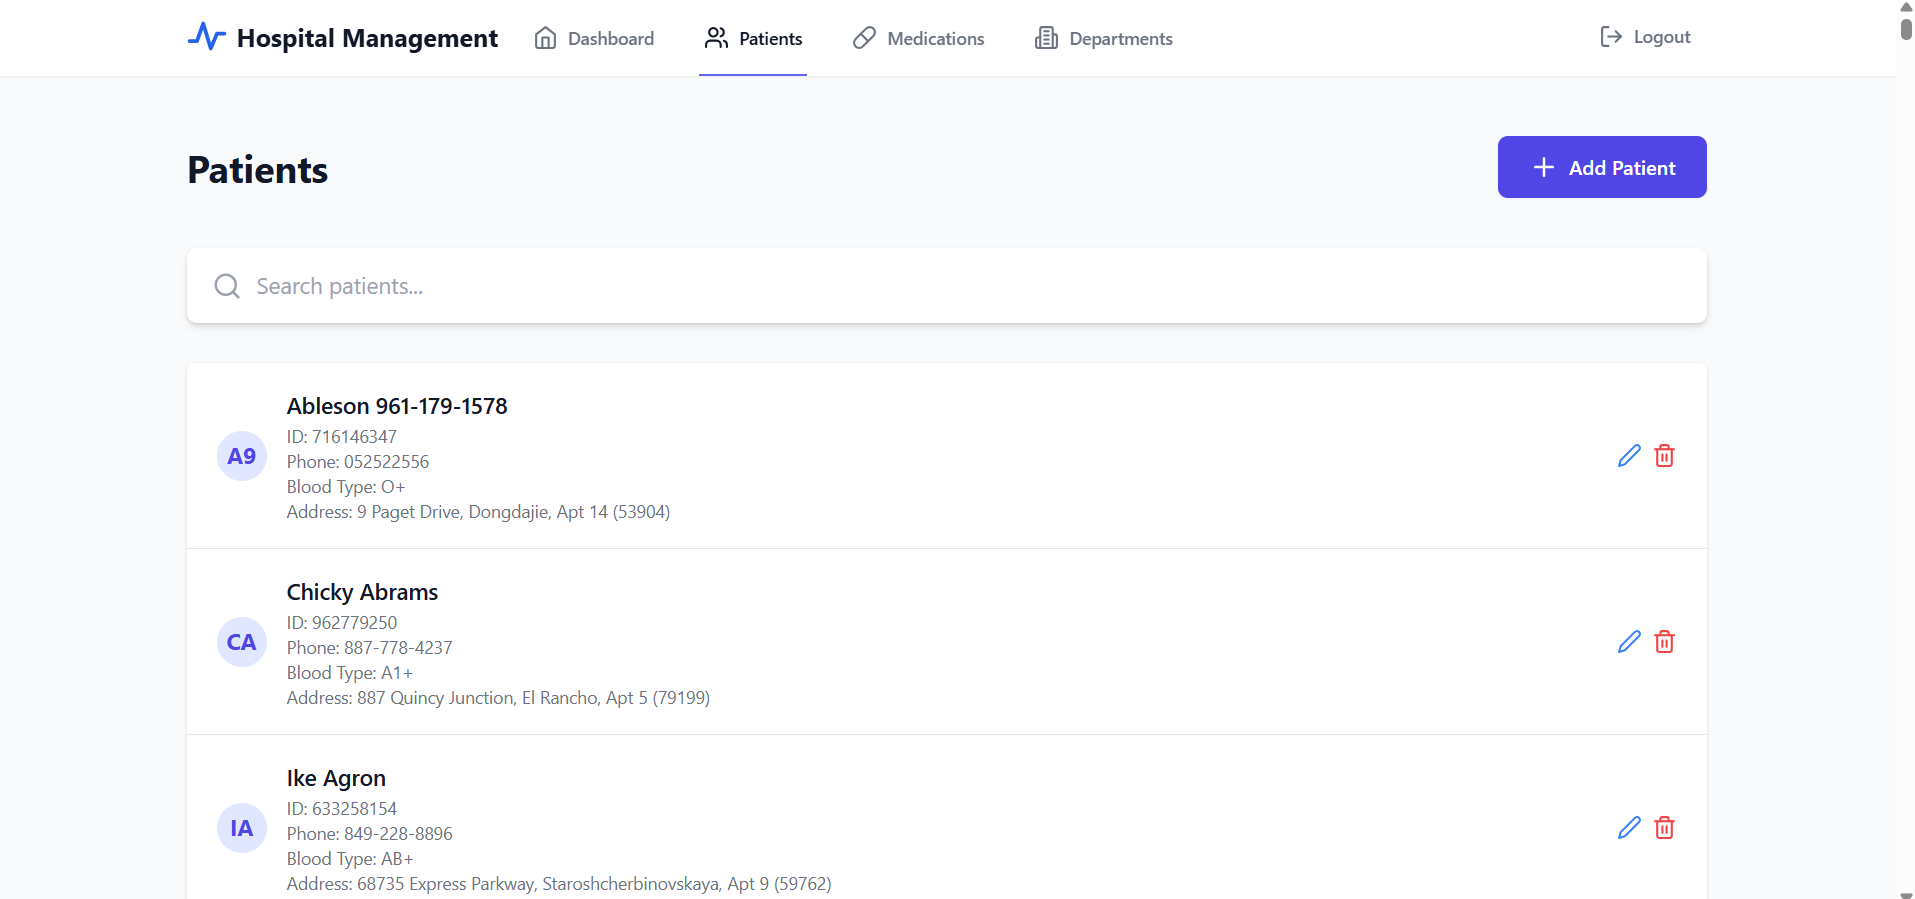 Hospital Management
Dashboard
Patients
Medications
Departments
Logout
Patients
Add Patient
Search patients...
A9
Ableson 961-179-1578
ID: 716146347
Phone: 052522556
Blood Type: O+
Address: 9 Paget Drive, Dongdajie, Apt 14 (53904)
CA
Chicky Abrams
ID: 962779250
Phone: 887-778-4237
Blood Type: A1+
Address: 887 Quincy Junction, El Rancho, Apt 5 (79199)
IA
Ike Agron
ID: 633258154
Phone: 849-228-8896
Blood Type: AB+
Address: 68735 Express Parkway, Staroshcherbinovskaya, Apt 9 (59762)